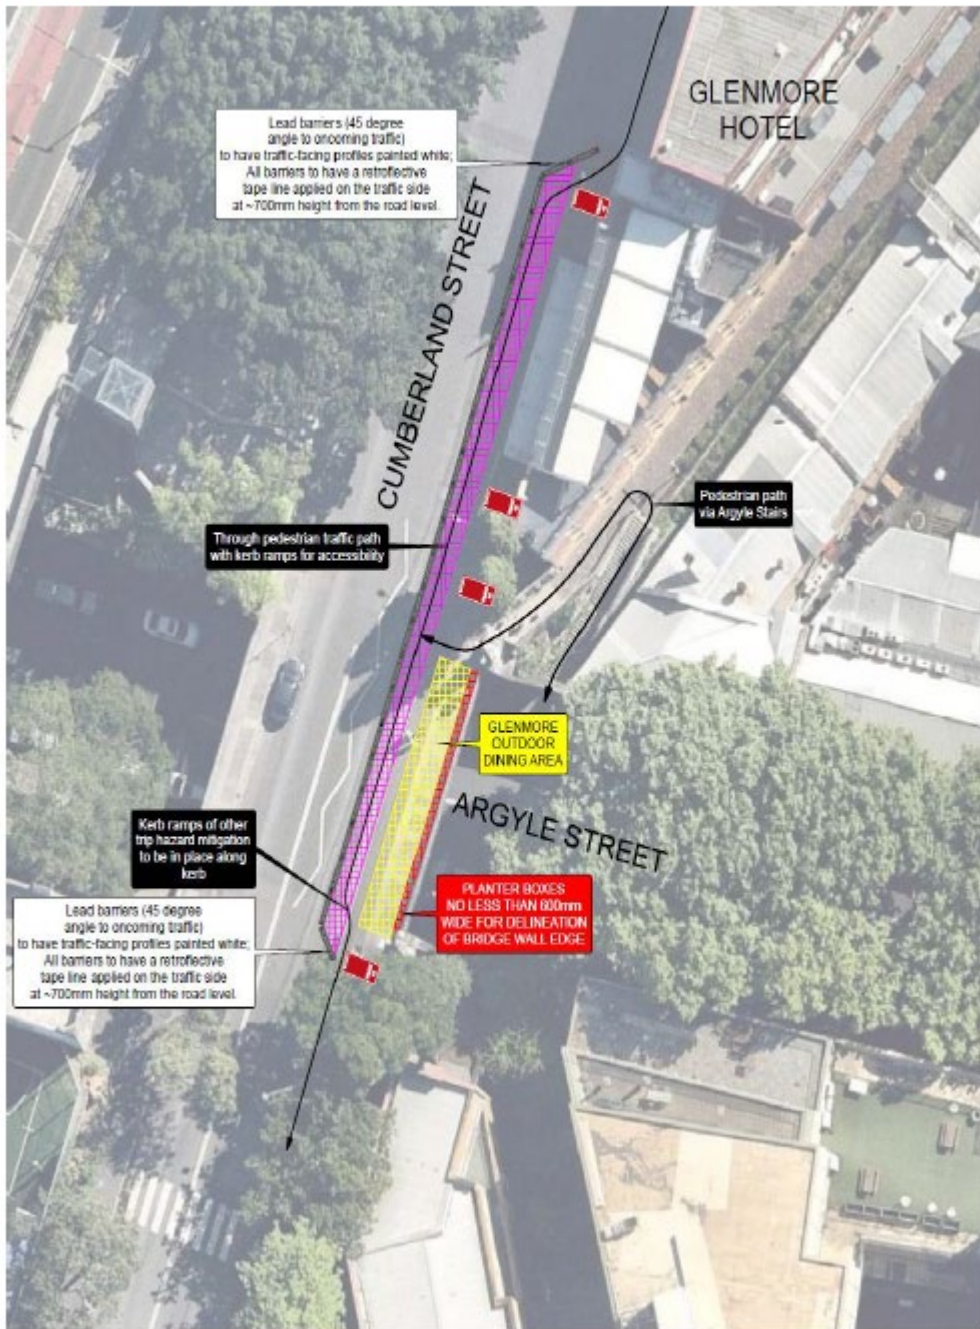 GLENMORE
HOTEL
Lead barriers (45 degree
angle to oncoming traffic)
to have traffic-facing profiles painted white;
All barriers to have a retroflective
tape line applied on the traffic side
at ~700mm height from the road level.
CUMBERLAND STREET
Pedestrian path
via Argyle Stairs
Through pedestrian traffic path
with kerb ramps for accessibility
GLENMORE
OUTDOOR
DINING AREA
ARGYLE STREET
Kerb ramps of other
trip hazard mitigation
to be in place along
kerb
PLANTER BOXES
NO LESS THAN 600mm
WIDE FOR DELINEATION
OF BRIDGE WALL EDGE
Lead barriers (45 degree
angle to oncoming traffic)
to have traffic-facing profiles painted white;
All barriers to have a retroflective
tape line applied on the traffic side
at ~700mm height from the road level.